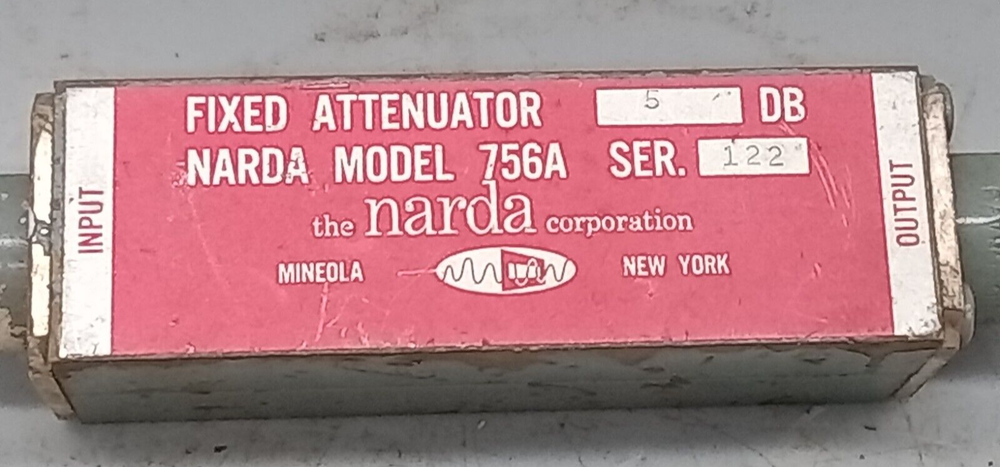 FIXED ATTENUATOR 5 DB
NARDA MODEL 756A SER. 122
the narda corporation
MINEOLA NEW YORK
INPUT
OUTPUT